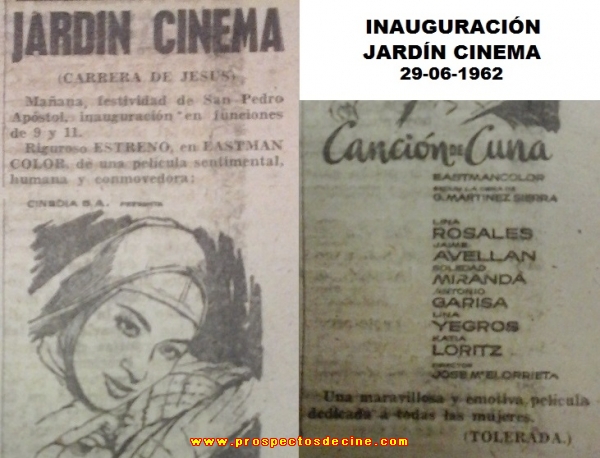 JARDIN CINEMA
(CARRERA DE JESUS)
Mañana, festividad de San Pedro
Apóstol, inauguración en funciones
de 9 y 11.
Riguroso ESTRENO, en EASTMAN
COLOR, de una película sentimental,
humana y conmovedora:
CINEDIA S.A. PRESENTA
INAUGURACIÓN
JARDÍN CINEMA
29-06-1962
Canción DE Cuna
EASTMANCOLOR
SEGUN LA OBRA DE
G. MARTINEZ SIERRA
LINA
ROSALES
JAIME
AVELLAN
SOLEDAD
MIRANDA
ANTONIO
GARISA
LINA
YEGROS
KATIA
LORITZ
DIRECTOR
JOSE Mª ELORRIETA
Una maravillosa y emotiva película
dedicada a todas las mujeres.
(TOLERADA.)
www.prospectosdecine.com